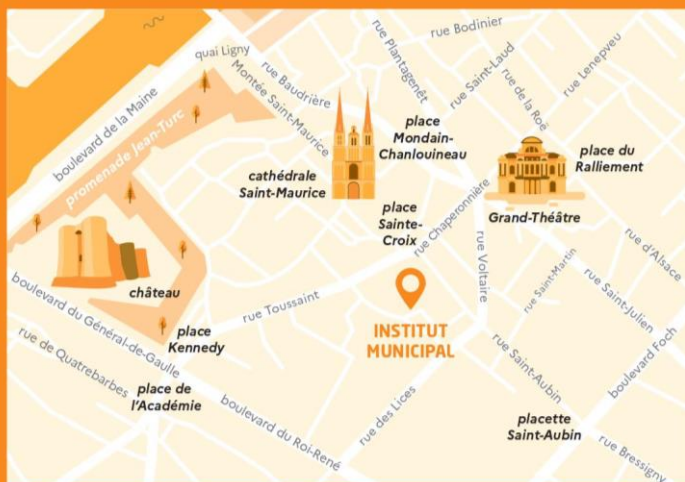 quai Ligny
rue Bodinier
rue Plantagenêt
rue Baudrière
Montée Saint-Maurice
rue Saint-Laud
rue de la Roë
rue Lenepveu
boulevard de la Maine
promenade Jean-Turc
place
Mondain-
Chanlouineau
place du
Ralliement
cathédrale
Saint-Maurice
place
Sainte-
Croix
rue Chaperonnière
Grand-Théâtre
rue d'Alsace
château
rue Toussaint
rue Voltaire
rue Saint-Martin
rue Saint-Julien
INSTITUT
MUNICIPAL
boulevard du Général-de-Gaulle
place
Kennedy
rue de Quatrebarbes
place de
l'Académie
boulevard du Roi-René
rue des Lices
rue Saint-Aubin
boulevard Foch
placette
Saint-Aubin
rue Bressigny